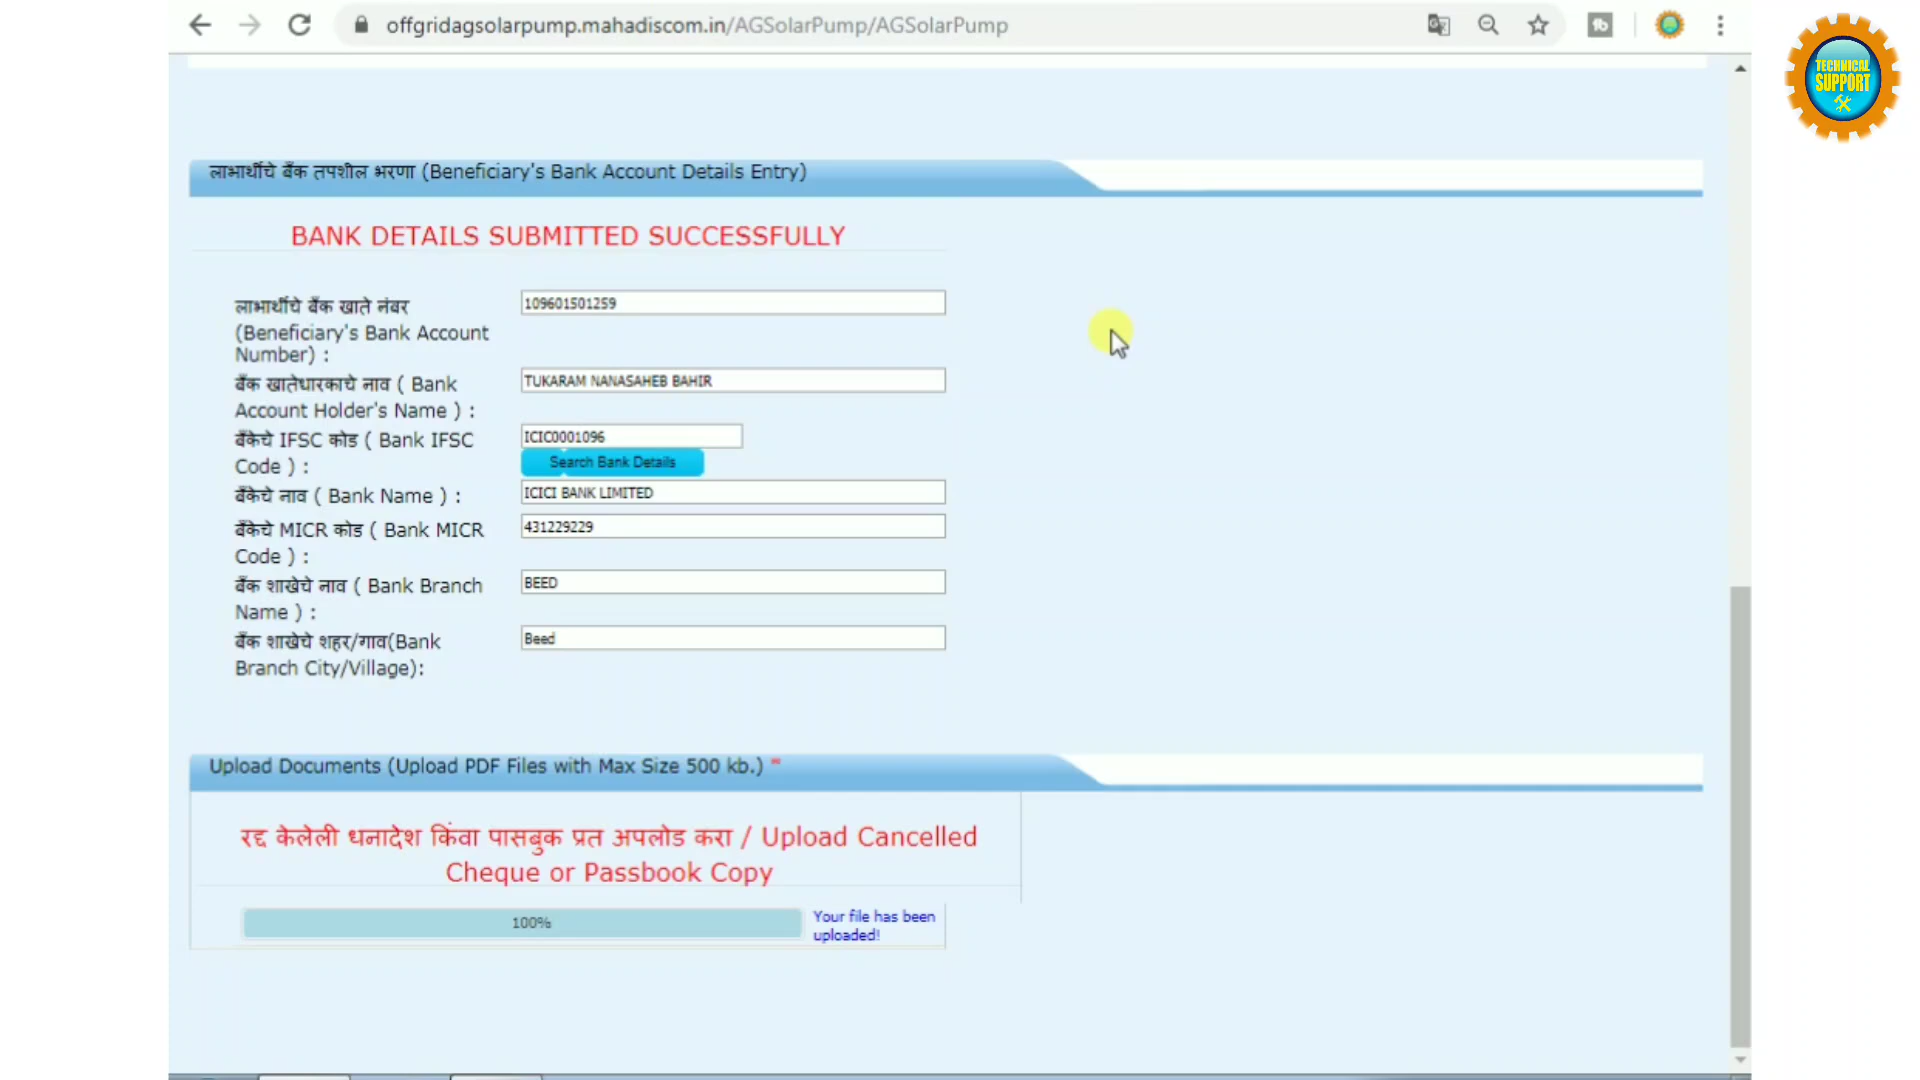 offgridagsolarpump.mahadiscom.in/AGSolarPump/AGSolarPump
TECHNICAL
SUPPORT
लाभार्थीचे बँक तपशील भरणा (Beneficiary's Bank Account Details Entry)
BANK DETAILS SUBMITTED SUCCESSFULLY
लाभार्थीचे बँक खाते नंबर
(Beneficiary's Bank Account
Number) :
109601501259
बँक खातेधारकाचे नाव ( Bank
Account Holder's Name ) :
TUKARAM NANASAHEB BAHIR
बँकेचे IFSC कोड ( Bank IFSC
Code ) :
ICIC0001096
Search Bank Details
बँकेचे नाव ( Bank Name ) :
ICICI BANK LIMITED
बँकेचे MICR कोड ( Bank MICR
Code ) :
431229229
बँक शाखेचे नाव ( Bank Branch
Name ) :
BEED
बँक शाखेचे शहर/गाव(Bank
Branch City/Village):
Beed
Upload Documents (Upload PDF Files with Max Size 500 kb.) *
रद्द केलेली धनादेश किंवा पासबुक प्रत अपलोड करा / Upload Cancelled
Cheque or Passbook Copy
100%
Your file has been
uploaded!